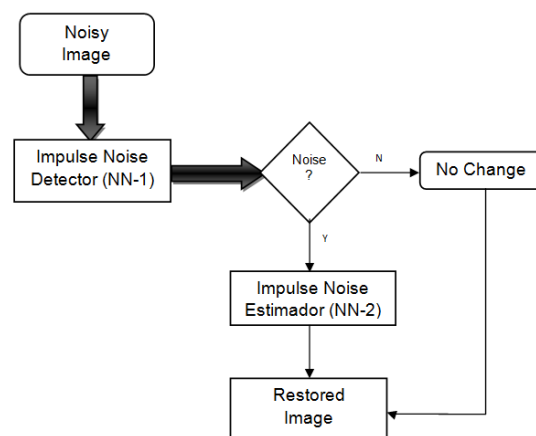 Noisy
Image
Impulse Noise
Detector (NN-1)
Noise
?
N
No Change
Y
Impulse Noise
Estimador (NN-2)
Restored
Image